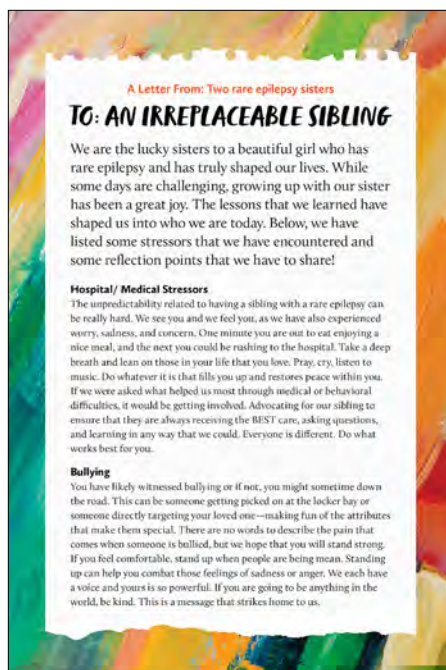 A Letter From: Two rare epilepsy sisters
TO: AN IRREPLACEABLE SIBLING
We are the lucky sisters to a beautiful girl who has
rare epilepsy and has truly shaped our lives. While
some days are challenging, growing up with our sister
has been a great joy. The lessons that we learned have
shaped us into who we are today. Below, we have
listed some stressors that we have encountered and
some reflection points that we have to share!
Hospital/ Medical Stressors
The unpredictability related to having a sibling with a rare epilepsy can
be really hard. We see you and we feel you, as we have also experienced
worry, sadness, and concern. One minute you are out to eat enjoying a
nice meal, and the next you could be rushing to the hospital. Take a deep
breath and lean on those in your life that you love. Pray, cry, listen to
music. Do whatever it is that fills you up and restores peace within you.
If we were asked what helped us most through medical or behavioral
difficulties, it would be getting involved. Advocating for our sibling to
ensure that they are always receiving the BEST care, asking questions,
and learning in any way that we could. Everyone is different. Do what
works best for you.
Bullying
You have likely witnessed bullying or if not, you might sometime down
the road. This can be someone getting picked on at the locker bay or
someone directly targeting your loved one—making fun of the attributes
that make them special. There are no words to describe the pain that
comes when someone is bullied, but we hope that you will stand strong.
If you feel comfortable, stand up when people are being mean. Standing
up can help you combat those feelings of sadness or anger. We each have
a voice and yours is so powerful. If you are going to be anything in the
world, be kind. This is a message that strikes home to us.